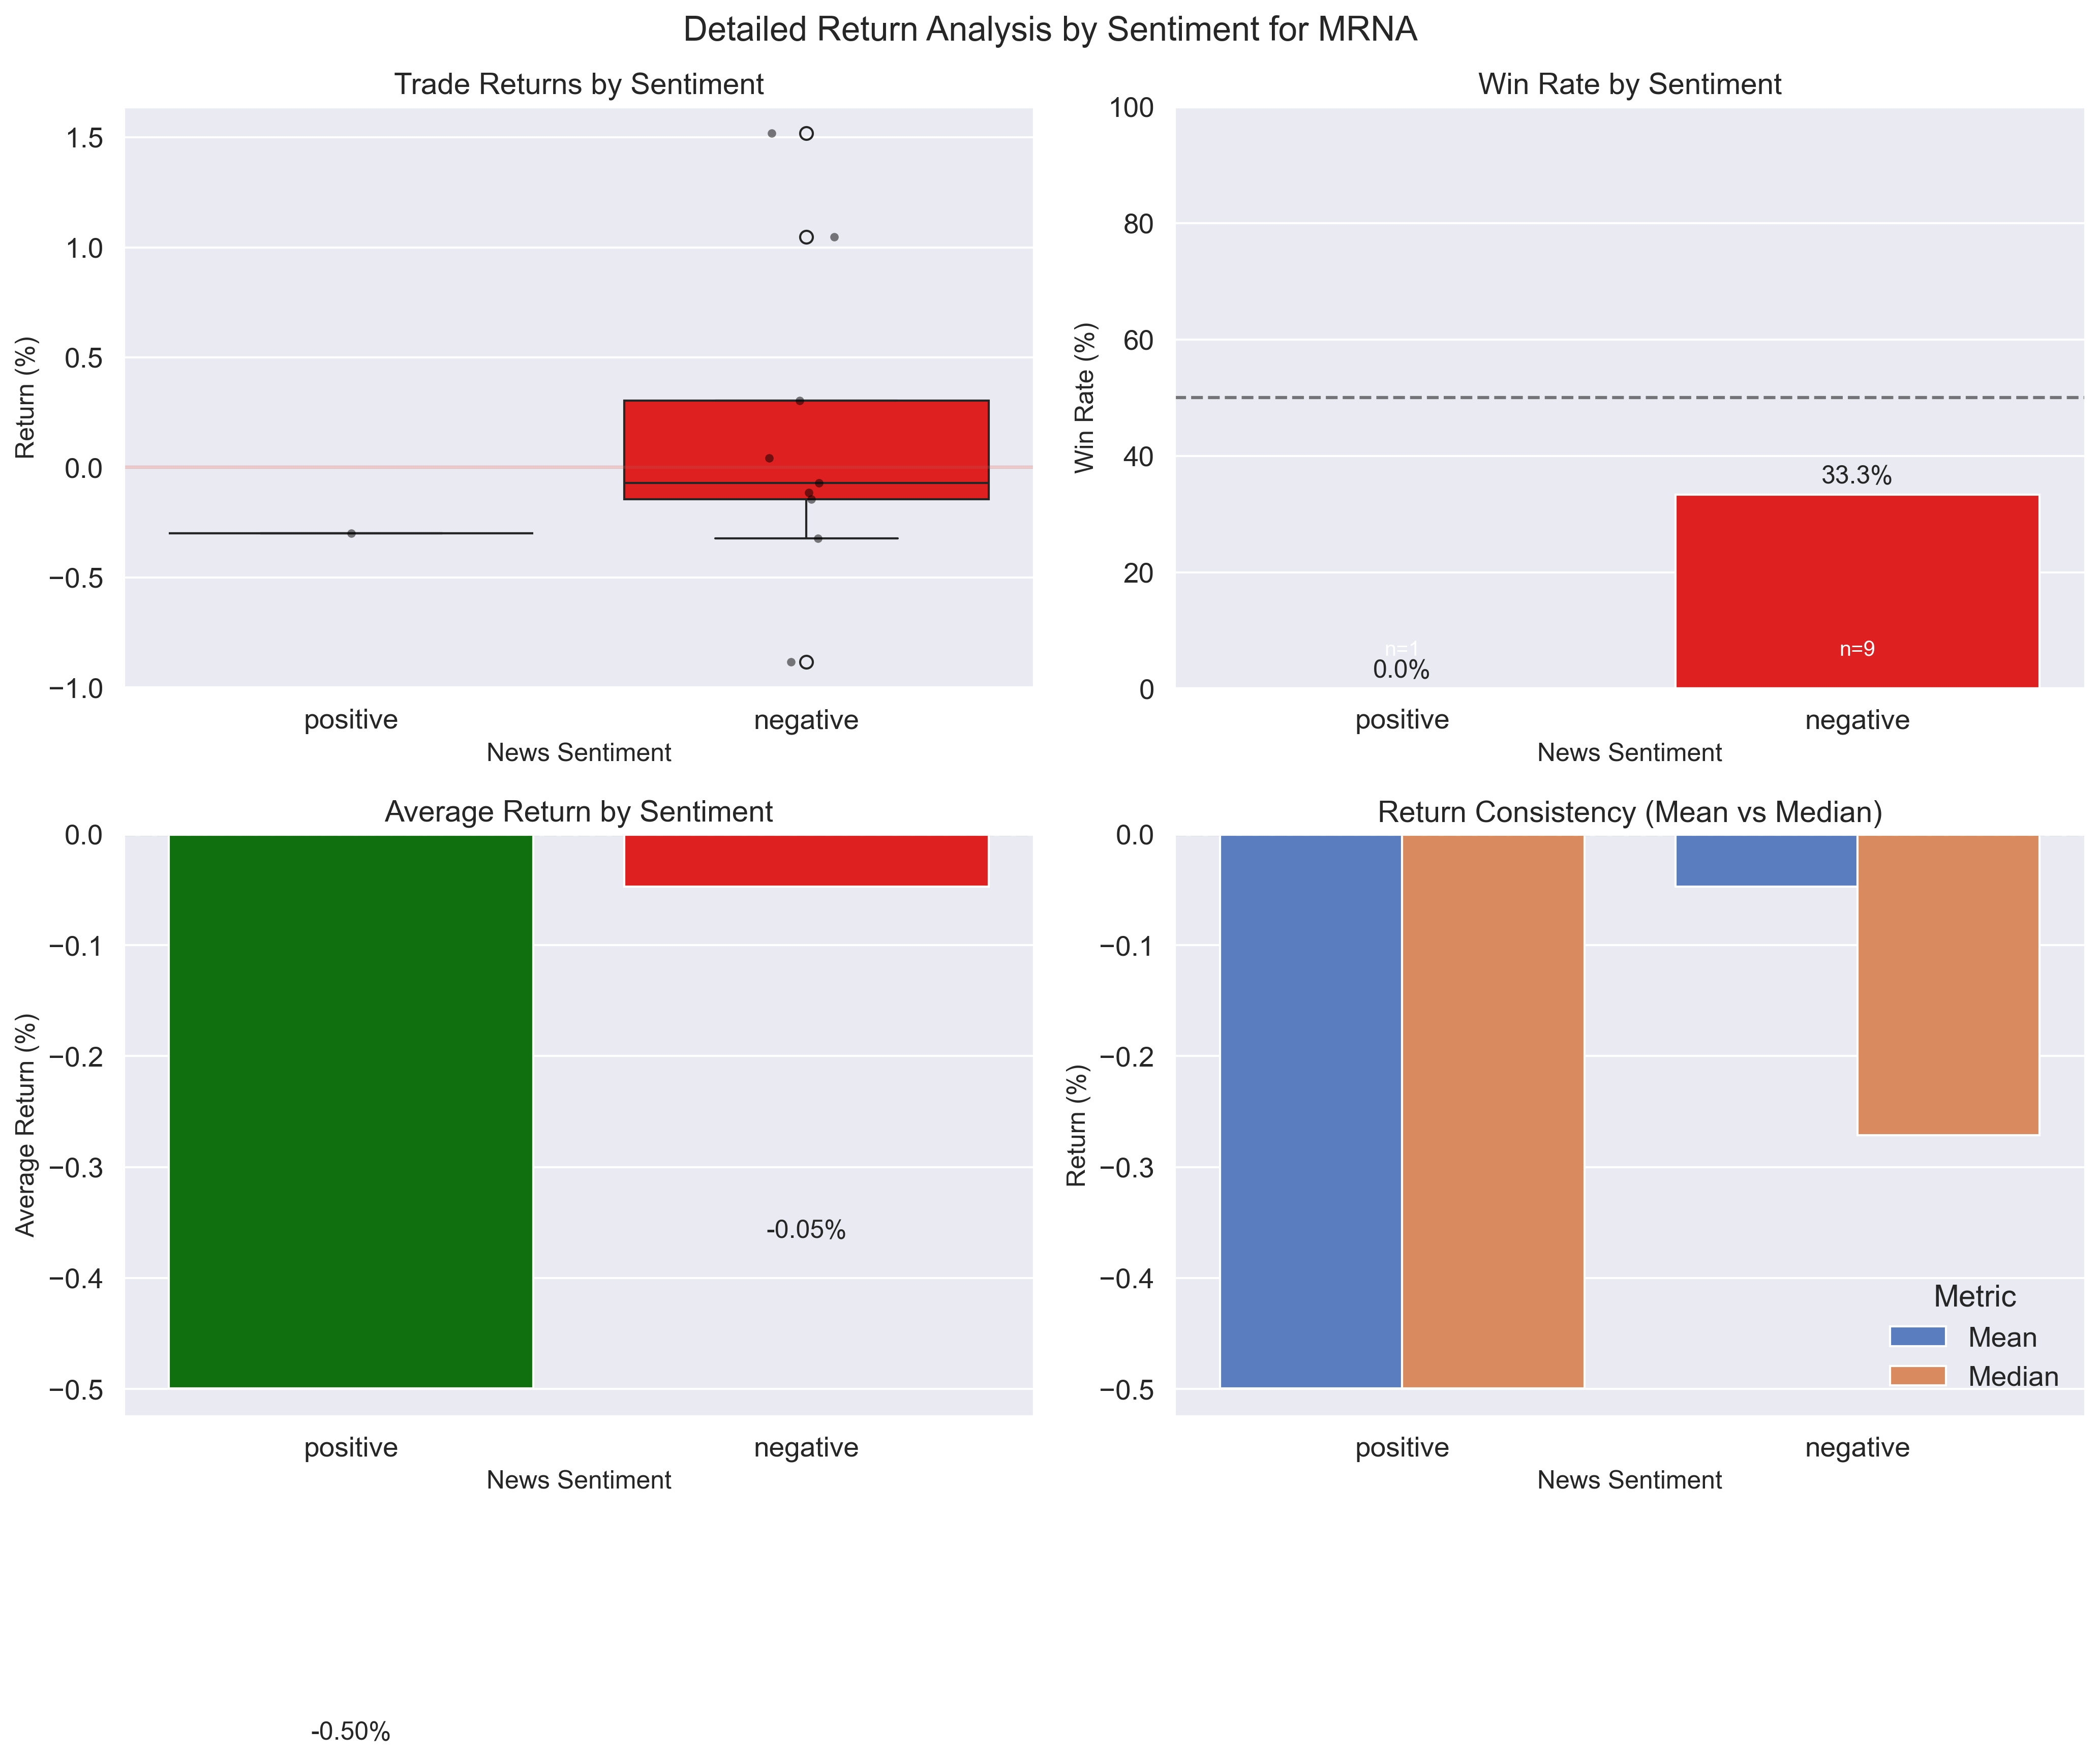 Detailed Return Analysis by Sentiment for MRNA
Trade Returns by Sentiment
Return (%)
1.5
1.0
0.5
0.0
−0.5
−1.0
positive
negative
News Sentiment
Win Rate by Sentiment
Win Rate (%)
100
80
60
40
20
0
33.3%
n=1
n=9
0.0%
positive
negative
News Sentiment
Average Return by Sentiment
Average Return (%)
0.0
−0.1
−0.2
−0.3
−0.4
−0.5
-0.05%
positive
negative
News Sentiment
-0.50%
Return Consistency (Mean vs Median)
Return (%)
0.0
−0.1
−0.2
−0.3
−0.4
−0.5
Metric
Mean
Median
positive
negative
News Sentiment